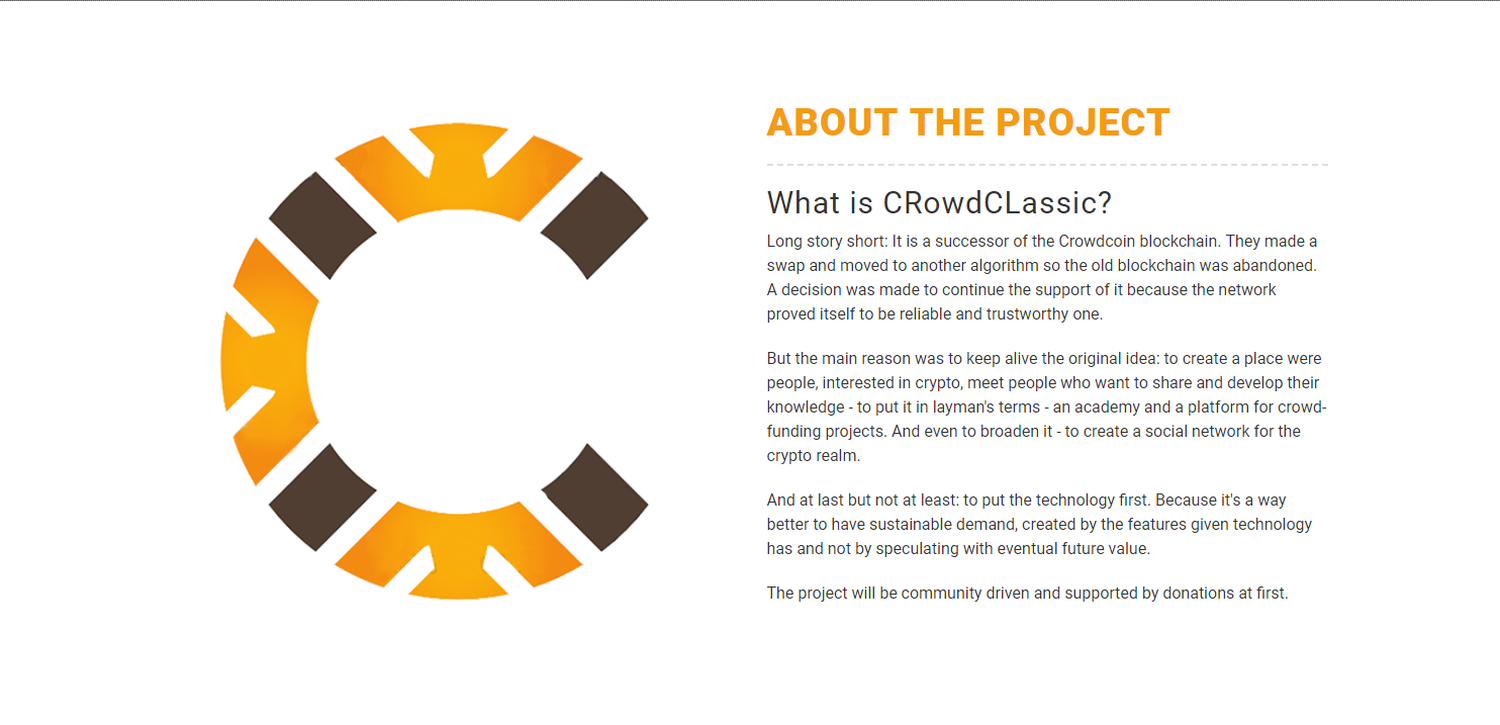 ABOUT THE PROJECT
What is CRowdCLassic?
Long story short: It is a successor of the Crowdcoin blockchain. They made a
swap and moved to another algorithm so the old blockchain was abandoned.
A decision was made to continue the support of it because the network
proved itself to be reliable and trustworthy one.
But the main reason was to keep alive the original idea: to create a place were
people, interested in crypto, meet people who want to share and develop their
knowledge - to put it in layman's terms - an academy and a platform for crowd-
funding projects. And even to broaden it - to create a social network for the
crypto realm.
And at last but not at least: to put the technology first. Because it's a way
better to have sustainable demand, created by the features given technology
has and not by speculating with eventual future value.
The project will be community driven and supported by donations at first.